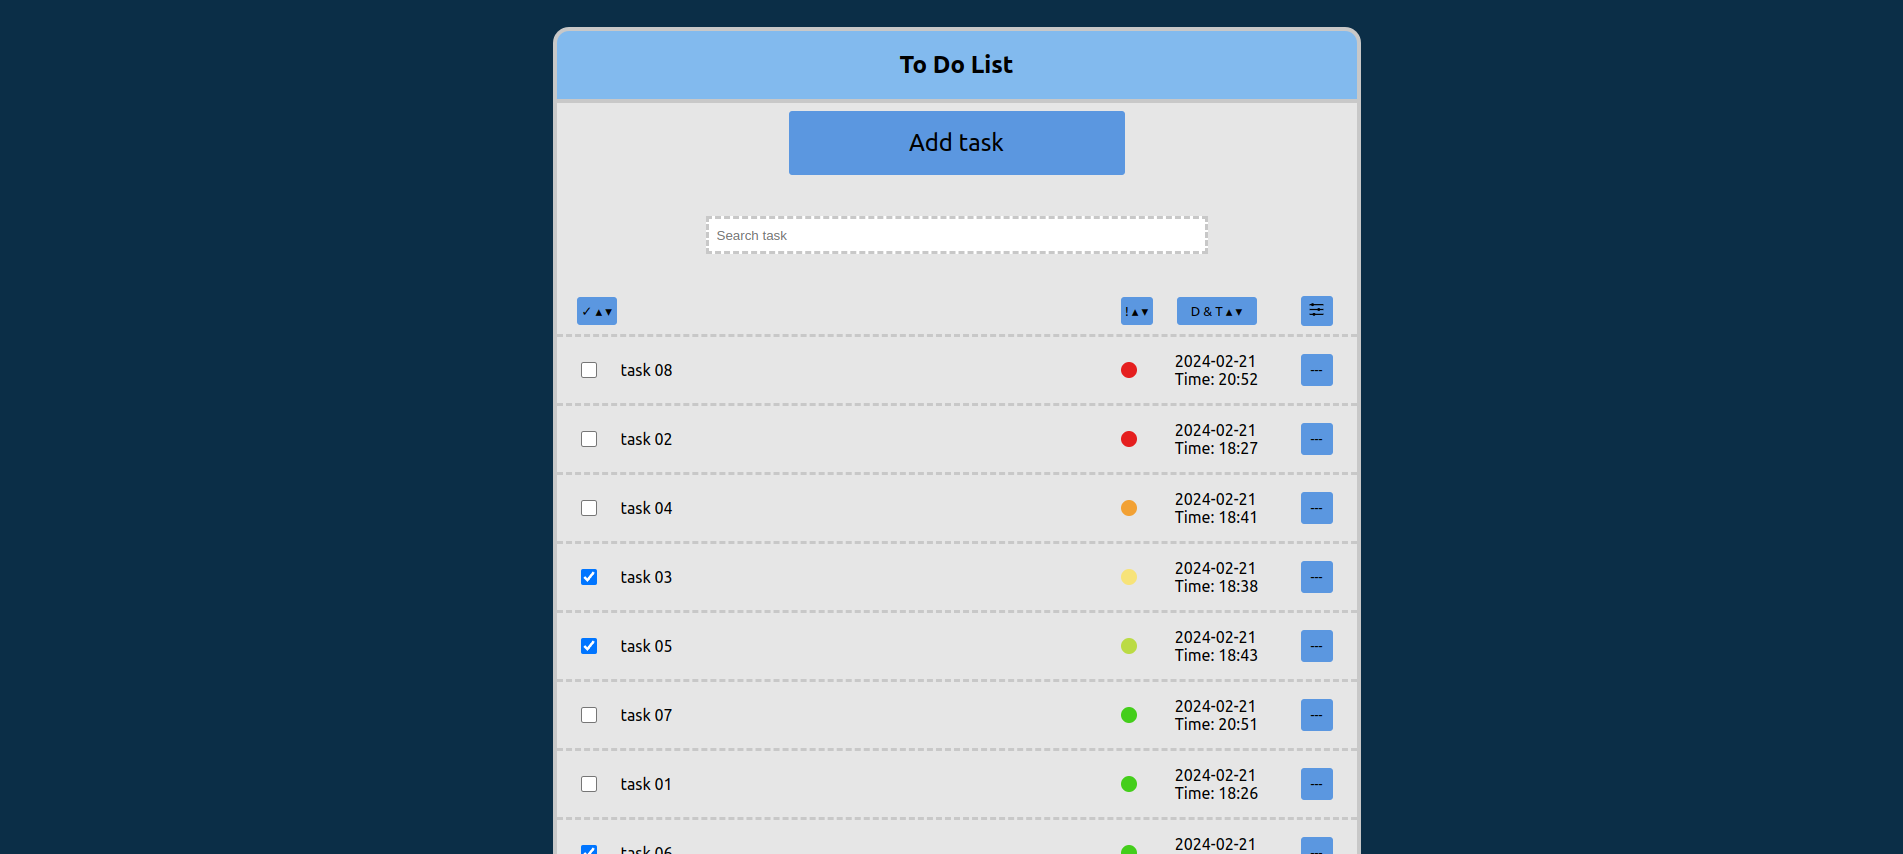 To Do List
Add task
Search task
✓ ▲▼
! ▲▼
D & T ▲▼
task 08
2024-02-21
Time: 20:52
---
task 02
2024-02-21
Time: 18:27
---
task 04
2024-02-21
Time: 18:41
---
task 03
2024-02-21
Time: 18:38
---
task 05
2024-02-21
Time: 18:43
---
task 07
2024-02-21
Time: 20:51
---
task 01
2024-02-21
Time: 18:26
---
task 06
2024-02-21
---